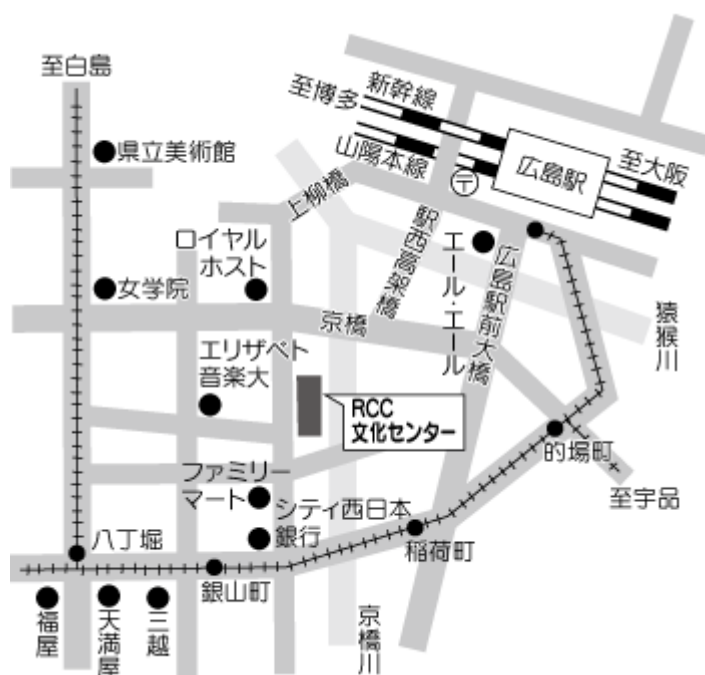 至白島
新幹線
至博多
県立美術館
山陽本線
広島駅
至大阪
〒
上柳橋
ロイヤル
ホスト
駅西高架橋
エール・エール
広島駅前大橋
女学院
猿猴川
京橋
エリザベト
音楽大
RCC
文化センター
的場町
ファミリー
マート
至宇品
シティ西日本
銀行
八丁堀
稲荷町
銀山町
福屋
天満屋
三越
京橋川